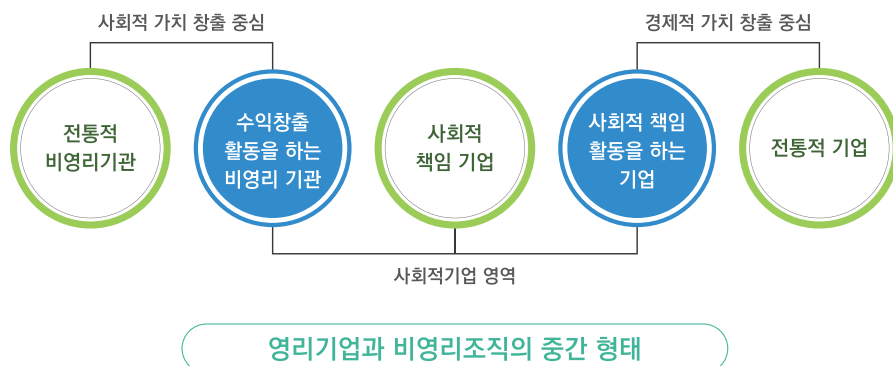 사회적 가치 창출 중심
경제적 가치 창출 중심
전통적
비영리기관
수익창출
활동을 하는
비영리 기관
사회적
책임 기업
사회적 책임
활동을 하는
기업
전통적 기업
사회적기업 영역
영리기업과 비영리조직의 중간 형태